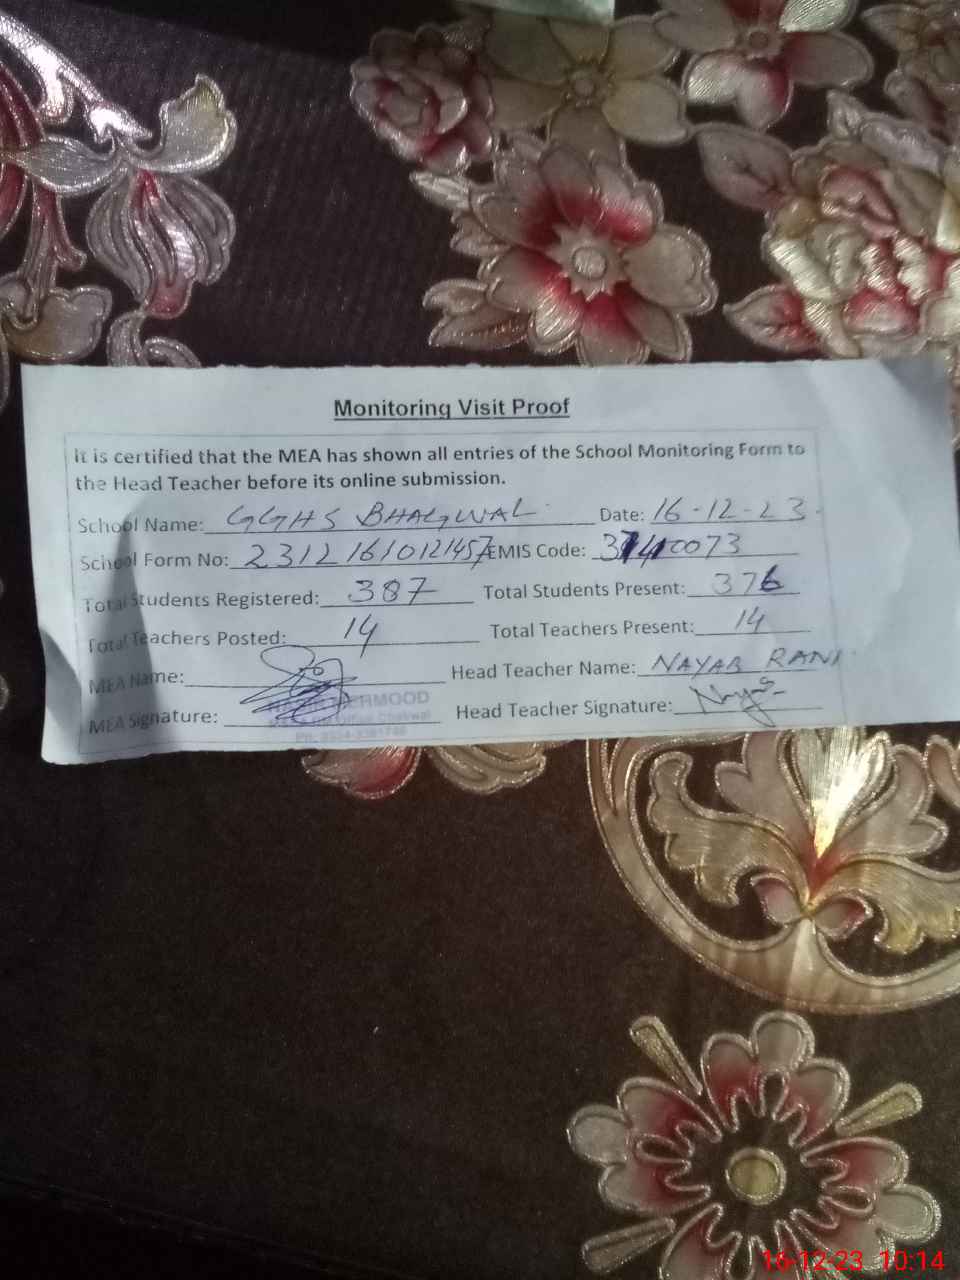 Monitoring Visit Proof
It is certified that the MEA has shown all entries of the School Monitoring Form to
the Head Teacher before its online submission.
School Name: GGHS BHAGWAL Date: 16-12-23
School Form No: 23121610121457 EMIS Code: 37140073
Total Students Registered: 387 Total Students Present: 376
Total Teachers Posted: 14 Total Teachers Present: 14
MEA Name: Head Teacher Name: NAYAB RANI
MEA Signature: Head Teacher Signature:
16-12-23 10:14